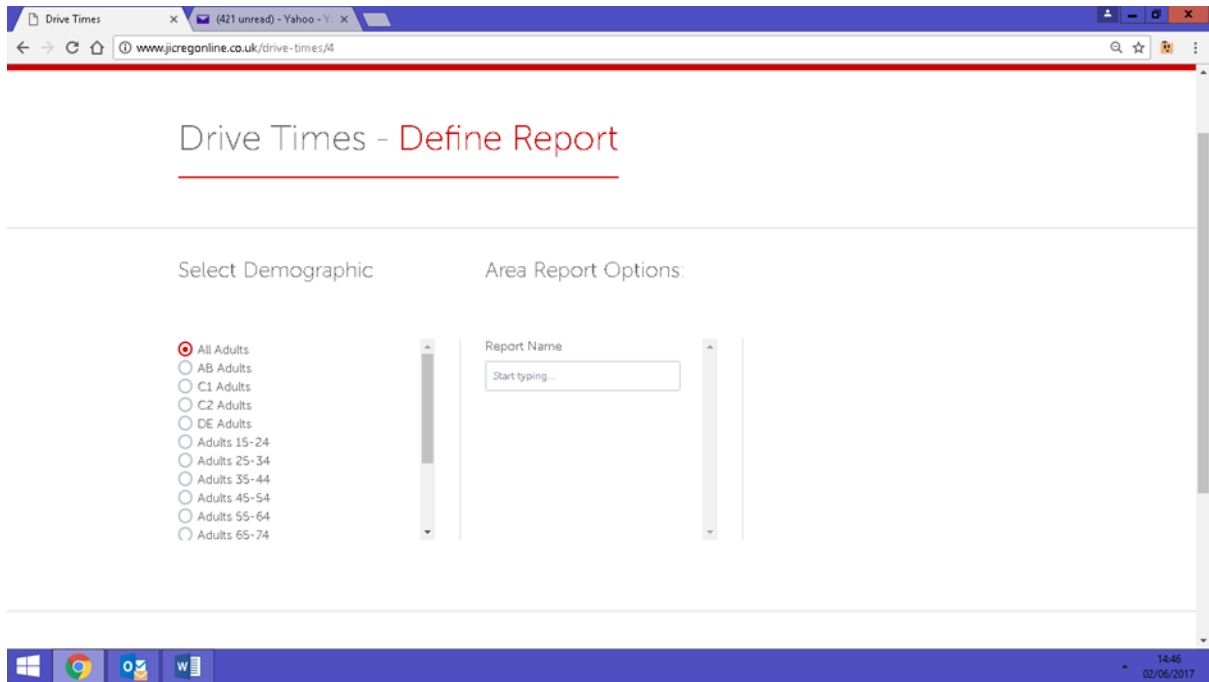 Drive Times
(421 unread) - Yahoo - Y
www.jicregonline.co.uk/drive-times/4
Drive Times - Define Report
Select Demographic
Area Report Options:
All Adults
AB Adults
C1 Adults
C2 Adults
DE Adults
Adults 15-24
Adults 25-34
Adults 35-44
Adults 45-54
Adults 55-64
Adults 65-74
Report Name
Start typing...
14:46
02/06/2017